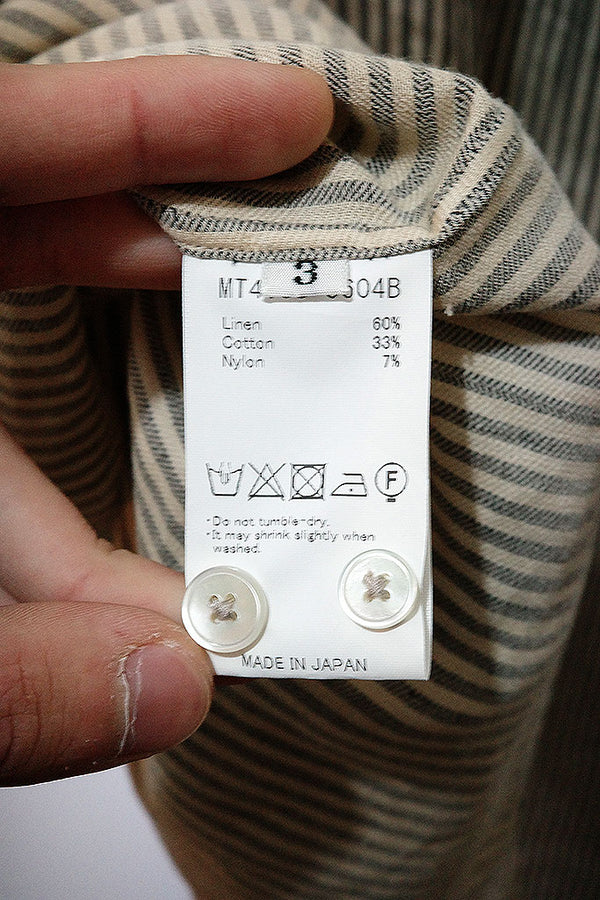 3
MT4 604B
Linen 60%
Cotton 33%
Nylon 7%
F
·Do not tumble-dry.
·It may shrink slightly when
washed.
MADE IN JAPAN